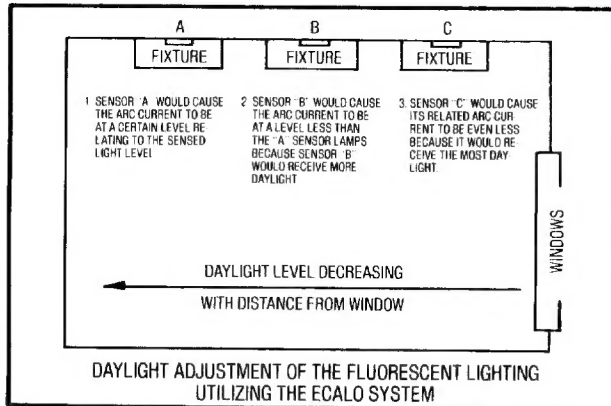 A B C
FIXTURE FIXTURE FIXTURE
1 SENSOR "A" WOULD CAUSE
THE ARC CURRENT TO BE
AT A CERTAIN LEVEL RE-
LATING TO THE SENSED
LIGHT LEVEL
2 SENSOR "B" WOULD CAUSE
THE ARC CURRENT TO BE
AT A LEVEL LESS THAN
THE "A" SENSOR LAMPS
BECAUSE SENSOR "B"
WOULD RECEIVE MORE
DAYLIGHT
3. SENSOR "C" WOULD CAUSE
ITS RELATED ARC CUR
RENT TO BE EVEN LESS
BECAUSE IT WOULD RE-
CEIVE THE MOST DAY
LIGHT.
WINDOWS
DAYLIGHT LEVEL DECREASING
WITH DISTANCE FROM WINDOW
DAYLIGHT ADJUSTMENT OF THE FLUORESCENT LIGHTING
UTILIZING THE ECALO SYSTEM